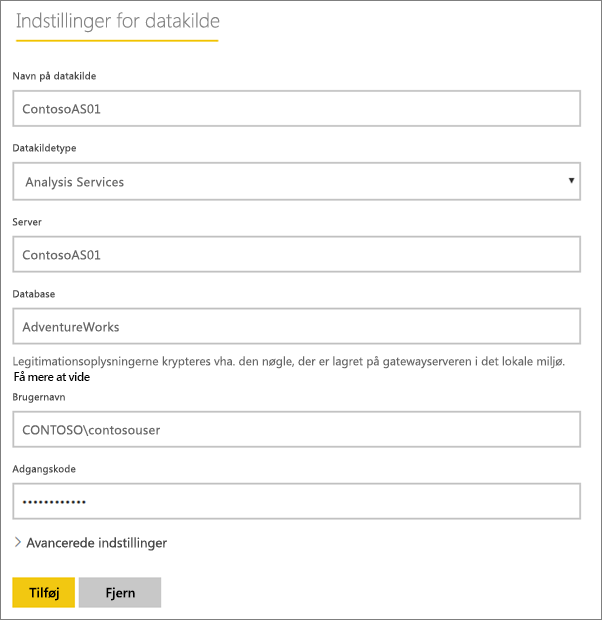 Indstillinger for datakilde
Navn på datakilde
ContosoAS01
Datakildetype
Analysis Services
Server
ContosoAS01
Database
AdventureWorks
Legitimationsoplysningerne krypteres vha. den nøgle, der er lagret på gatewayserveren i det lokale miljø.
Få mere at vide
Brugernavn
CONTOSO\contosouser
Adgangskode
••••••••••••
Avancerede indstillinger
Tilføj Fjern